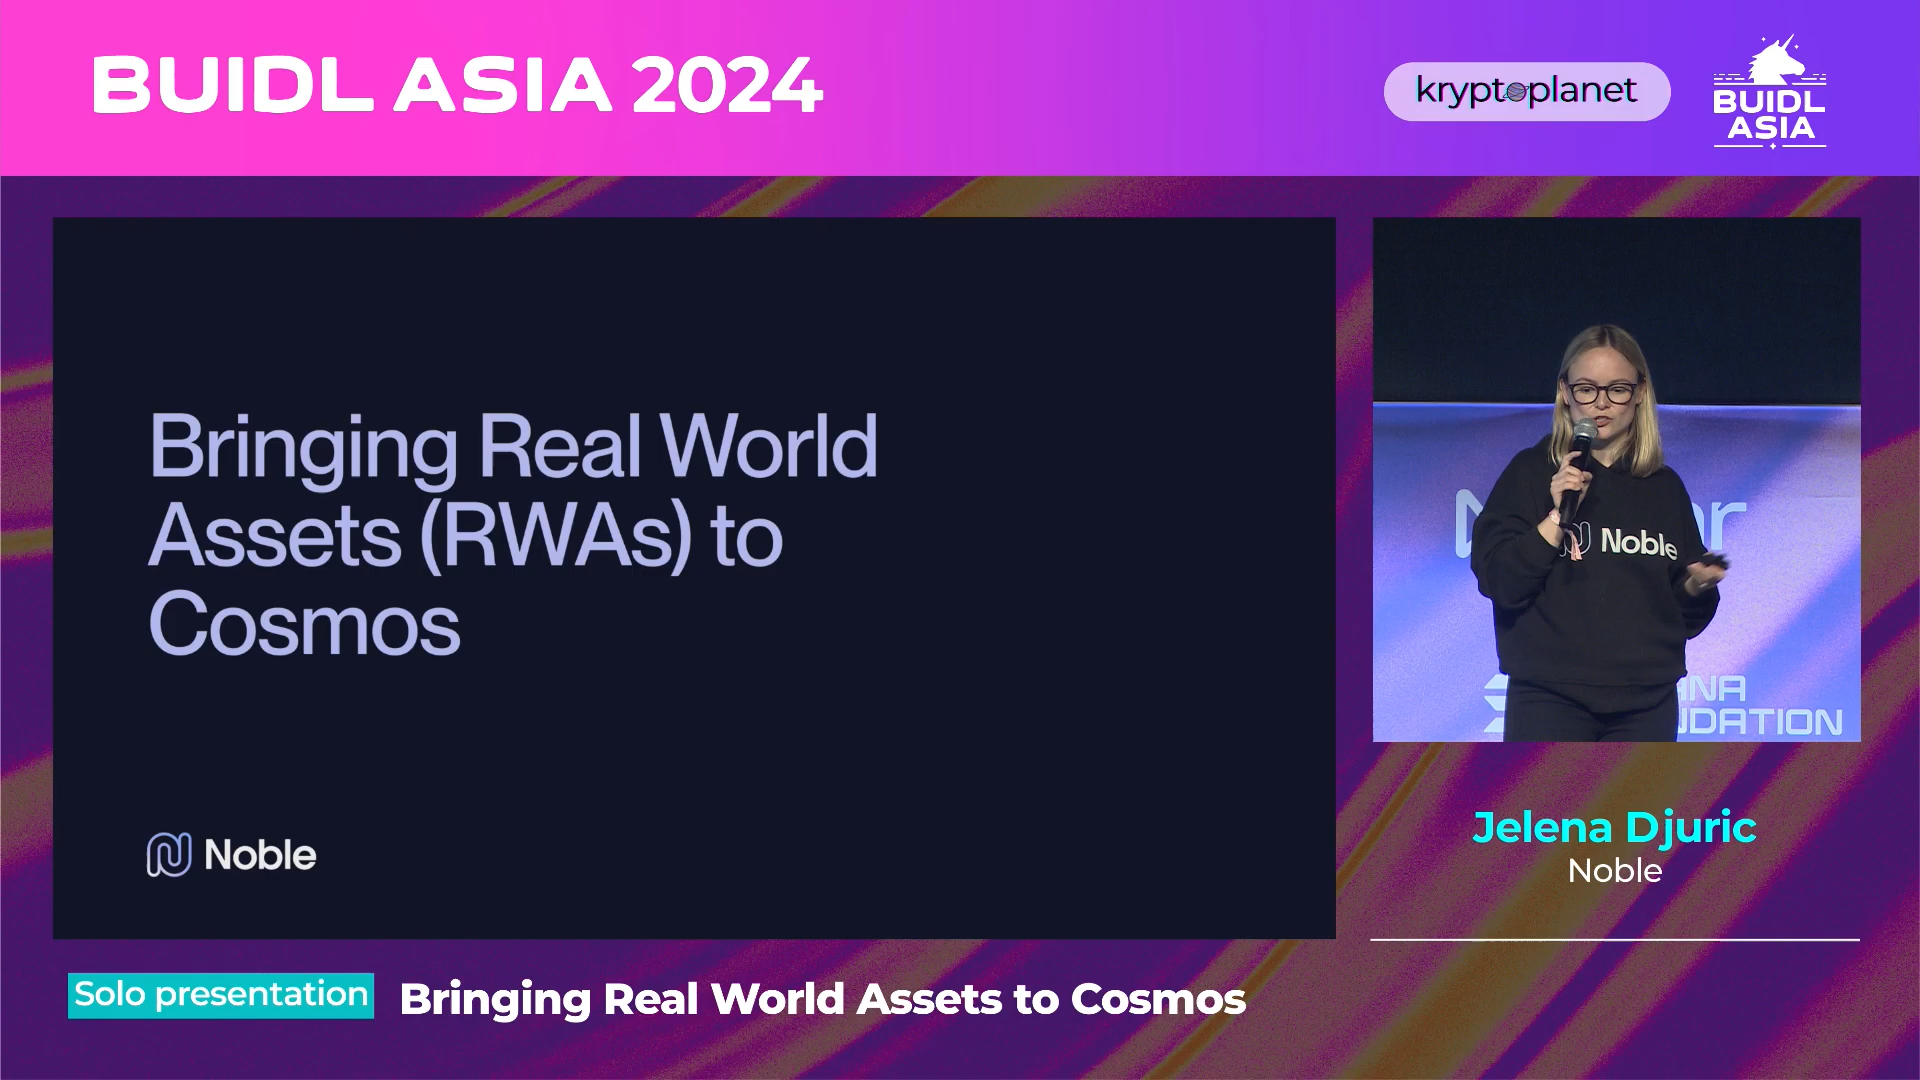 BUIDL ASIA 2024
kryptoplanet
BUIDL
ASIA
Bringing Real World
Assets (RWAs) to
Cosmos
Noble
Noble
Jelena Djuric
Noble
Solo presentation
Bringing Real World Assets to Cosmos